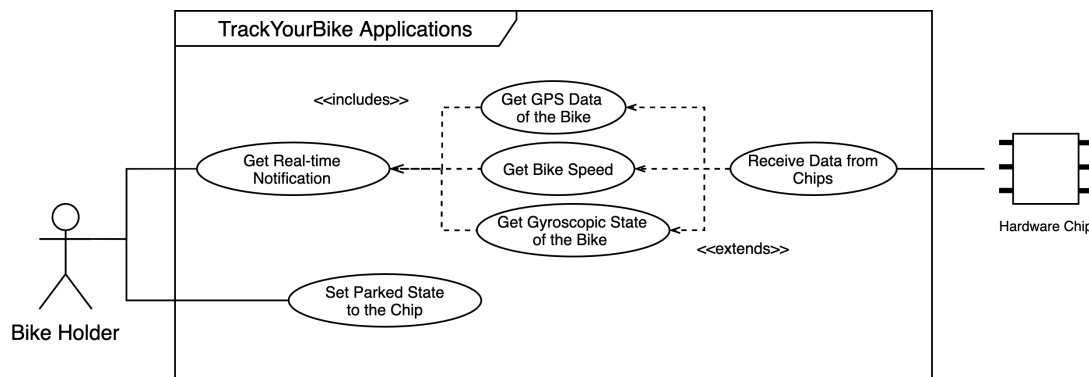 TrackYourBike Applications
<<includes>>
Get GPS Data
of the Bike
Get Real-time
Notification
Get Bike Speed
Receive Data from
Chips
Get Gyroscopic State
of the Bike
<<extends>>
Hardware Chip
Set Parked State
to the Chip
Bike Holder